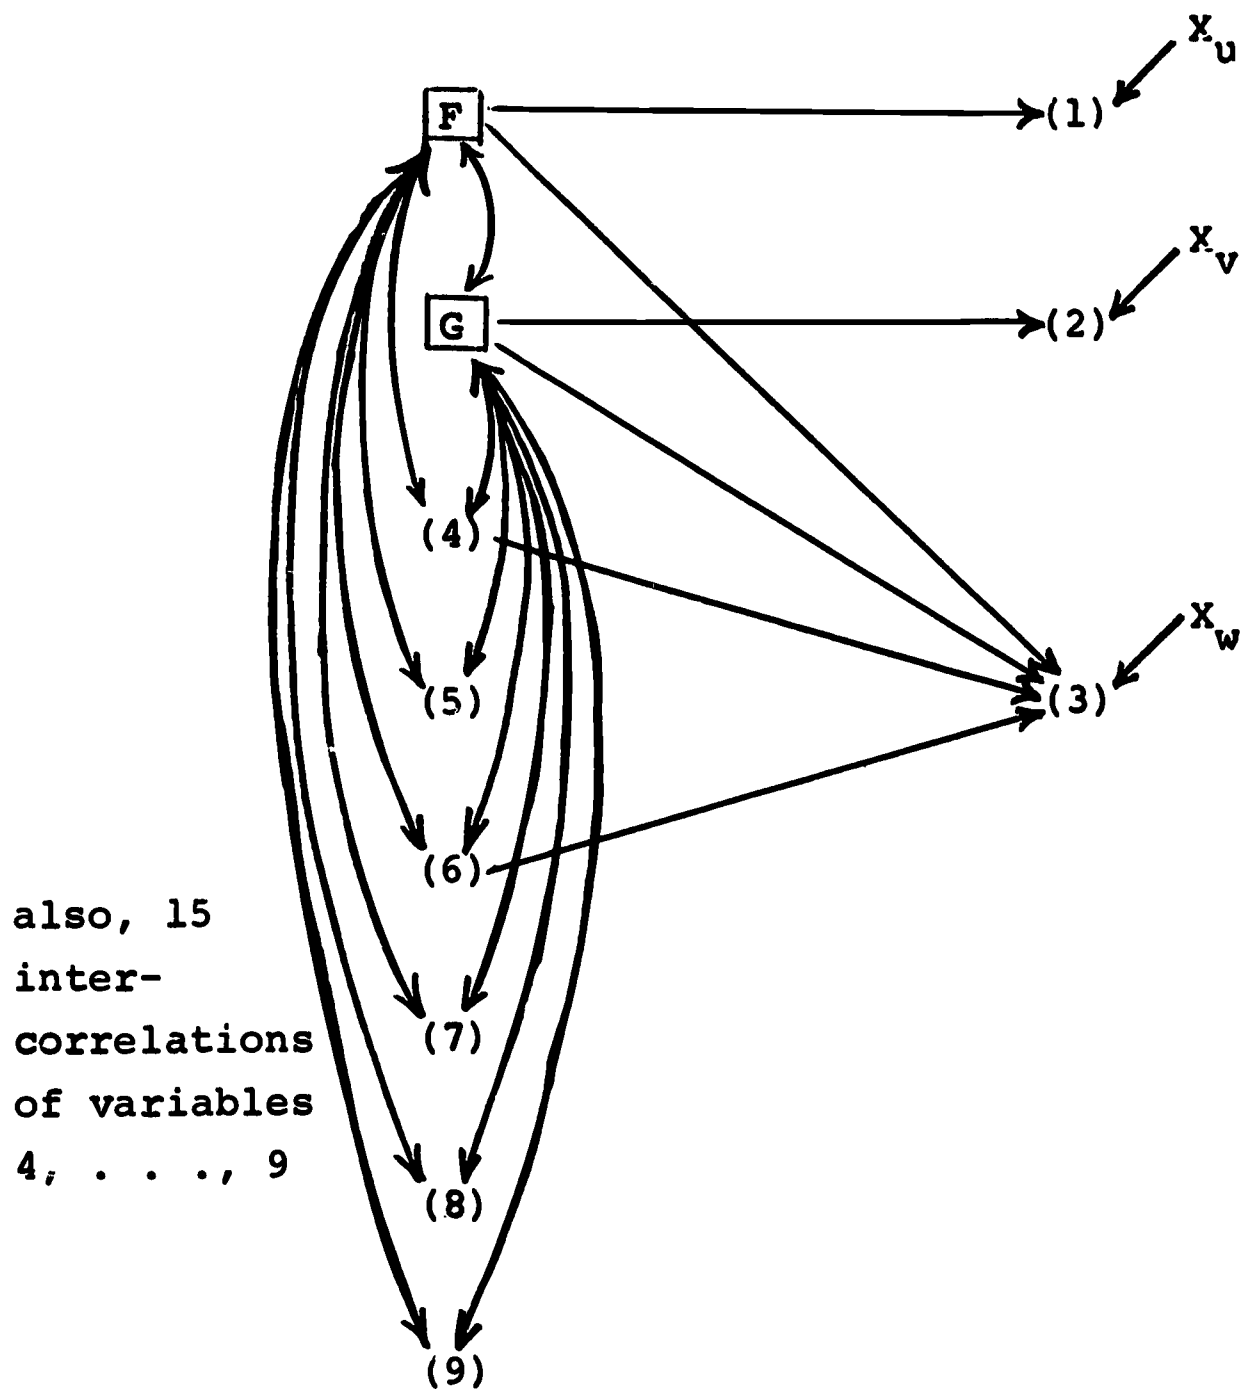 X_u
F
(1)
X_v
G
(2)
(4)
X_w
(5)
(3)
(6)
also, 15
inter-
correlations
of variables
4, . . ., 9
(7)
(8)
(9)